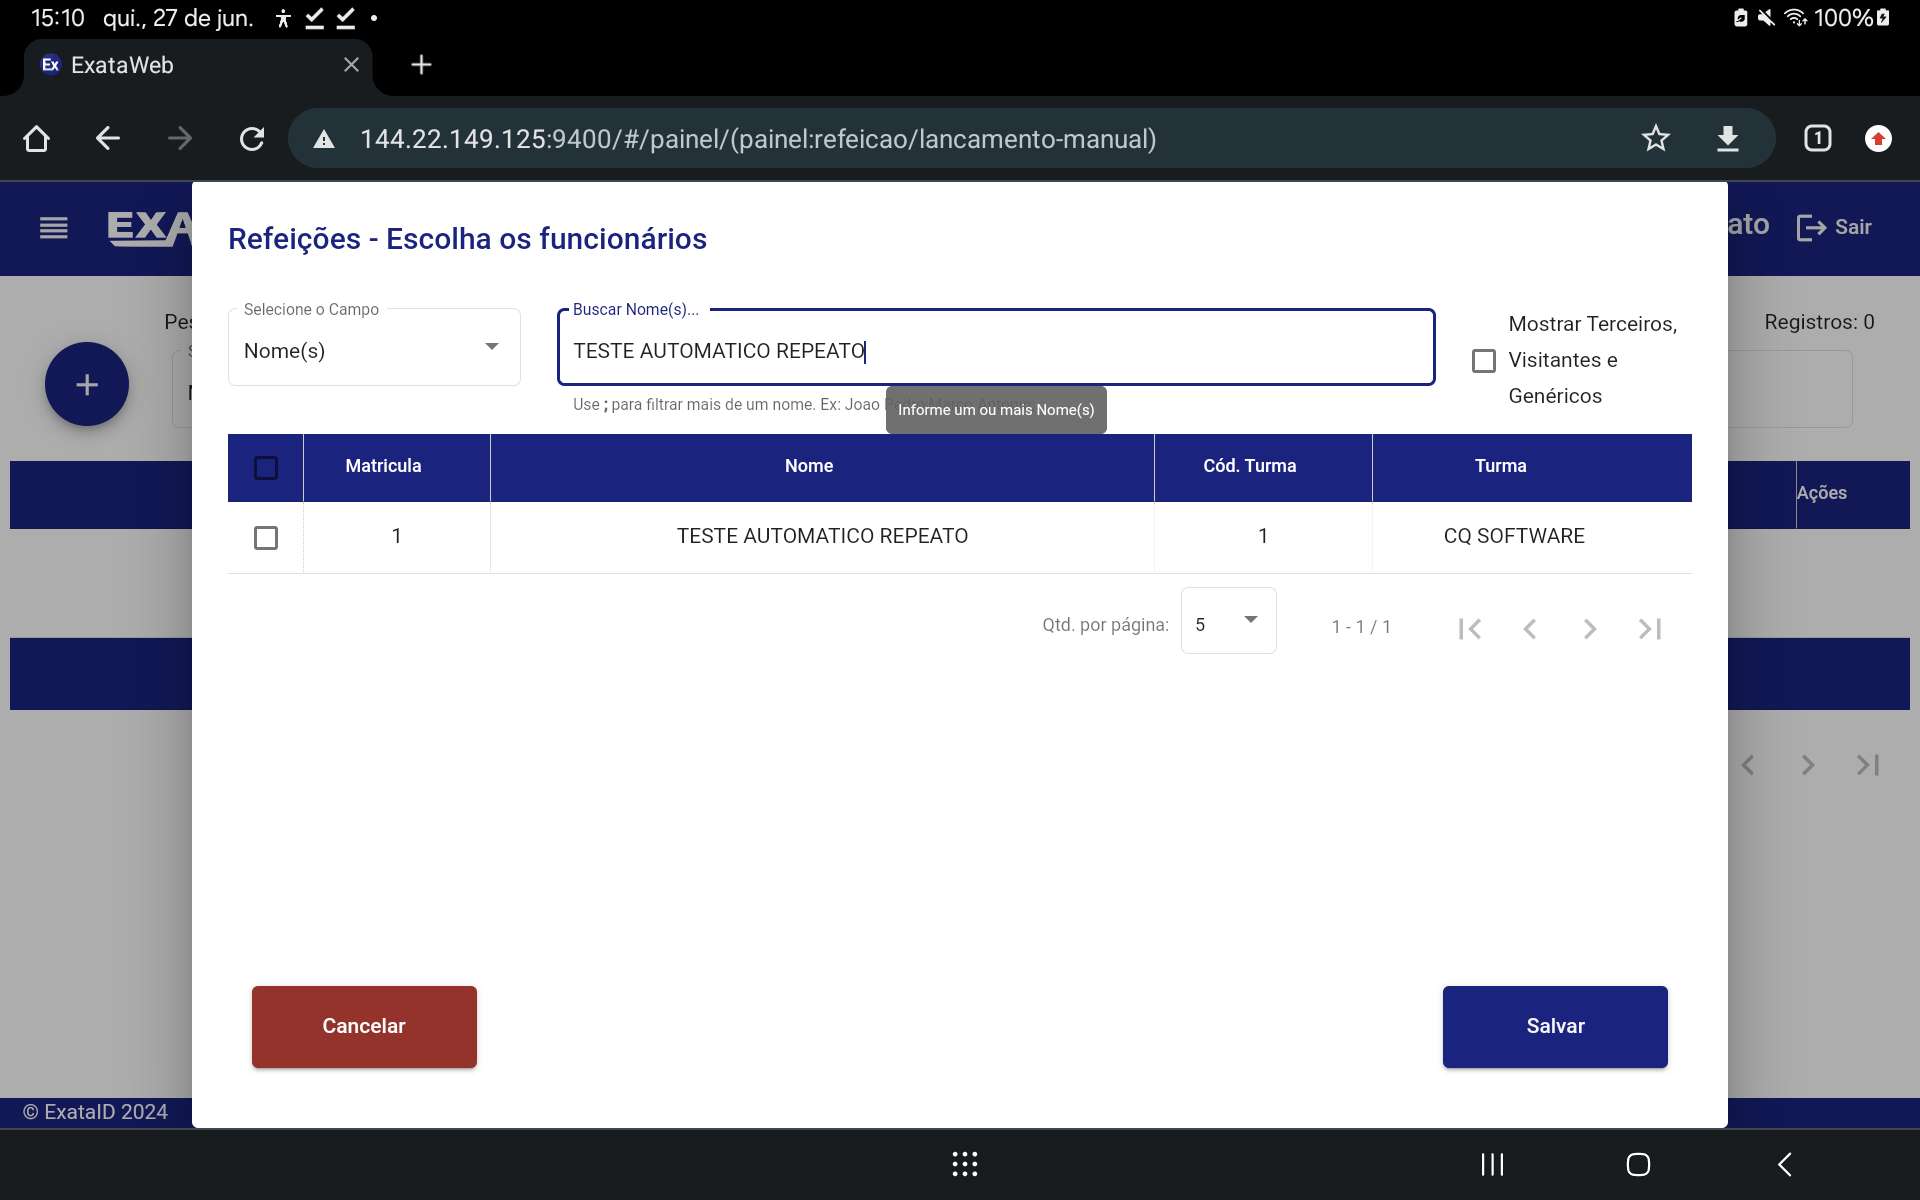 15:10 qui., 27 de jun. 100%
Ex ExataWeb
144.22.149.125:9400/#/painel/(painel:refeicao/lancamento-manual) 1
EXA ato Sair
Refeições - Escolha os funcionários
Selecione o Campo Buscar Nome(s)...
Nome(s) TESTE AUTOMATICO REPEATO
Mostrar Terceiros,
Visitantes e
Genéricos
Registros: 0
Use ; para filtrar mais de um nome. Ex: Joao
Informe um ou mais Nome(s)
Matricula Nome Cód. Turma Turma
Ações
1 TESTE AUTOMATICO REPEATO 1 CQ SOFTWARE
Qtd. por página: 5 1 - 1 / 1
Cancelar Salvar
© ExataID 2024